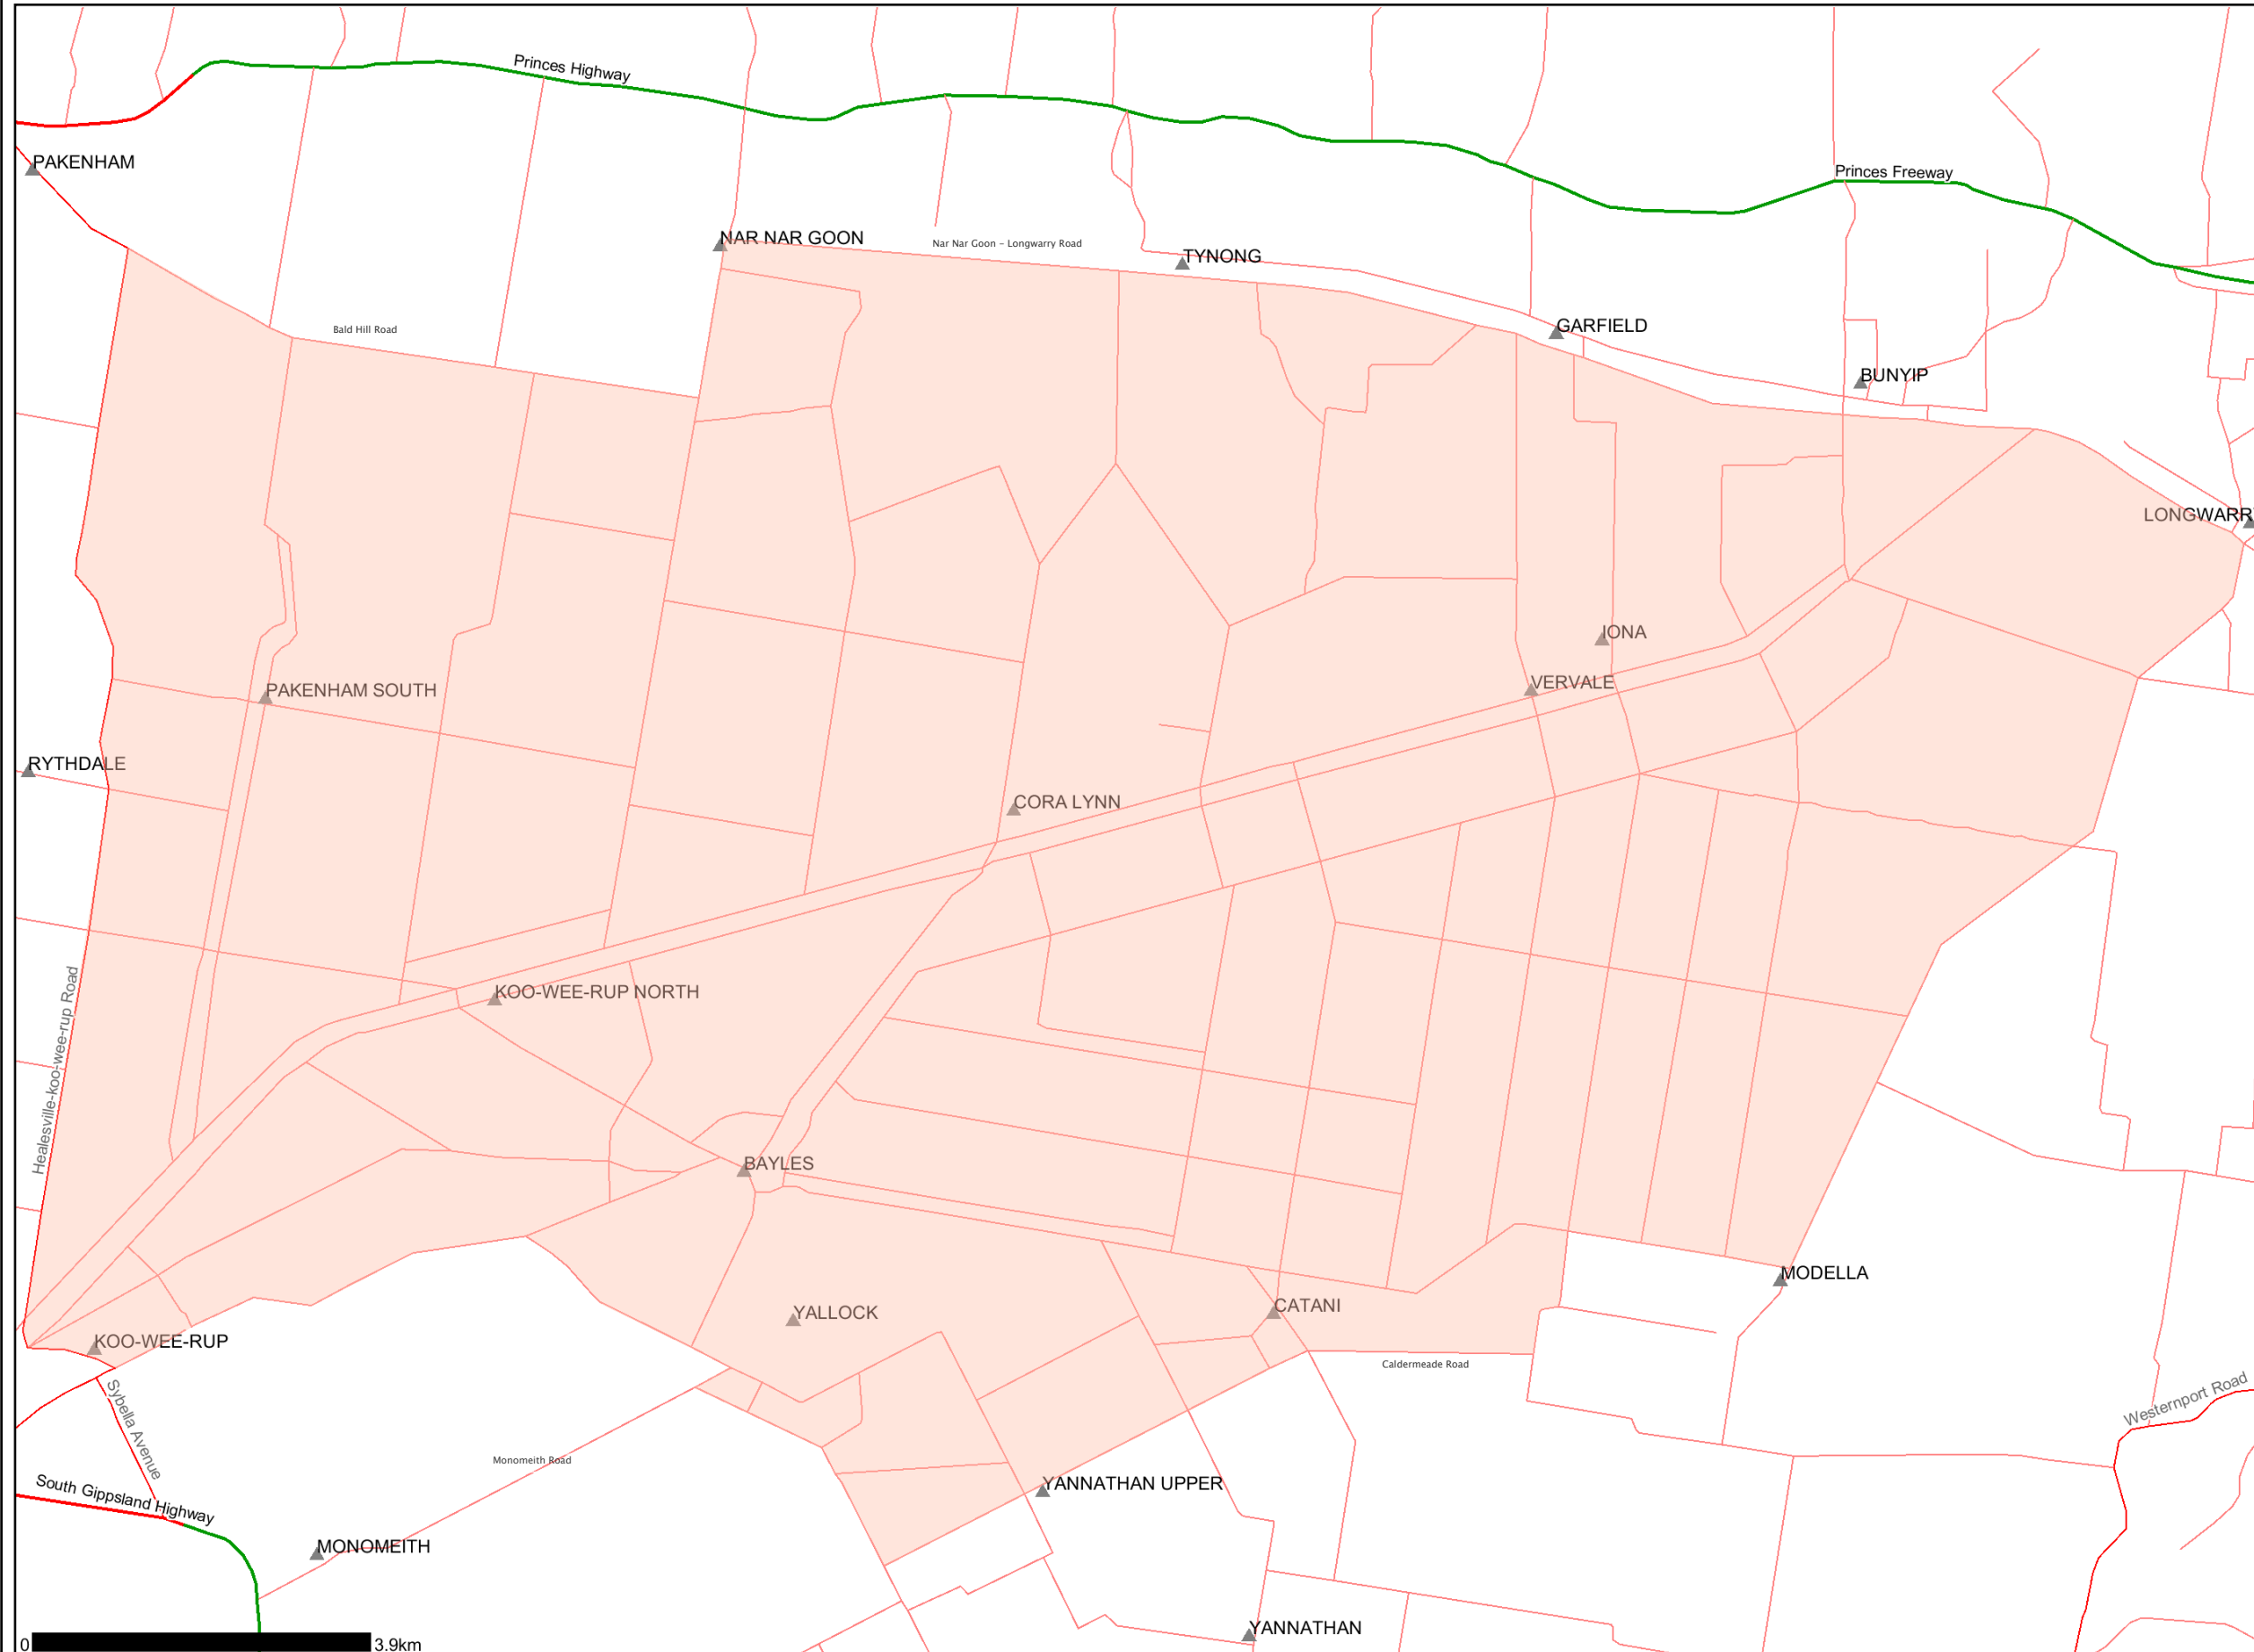 Princes Highway
PAKENHAM
Princes Freeway
NAR NAR GOON
Nar Nar Goon - Longwarry Road
TYNONG
Bald Hill Road
GARFIELD
BUNYIP
LONGWARR
IONA
PAKENHAM SOUTH
VERVALE
RYTHDALE
CORA LYNN
KOO-WEE-RUP NORTH
Healesville-koo-wee-rup Road
BAYLES
MODELLA
YALLOCK
CATANI
KOO-WEE-RUP
Caldermeade Road
Sybella Avenue
Westernport Road
Monomeith Road
YANNATHAN UPPER
South Gippsland Highway
MONOMEITH
YANNATHAN
0 3.9km